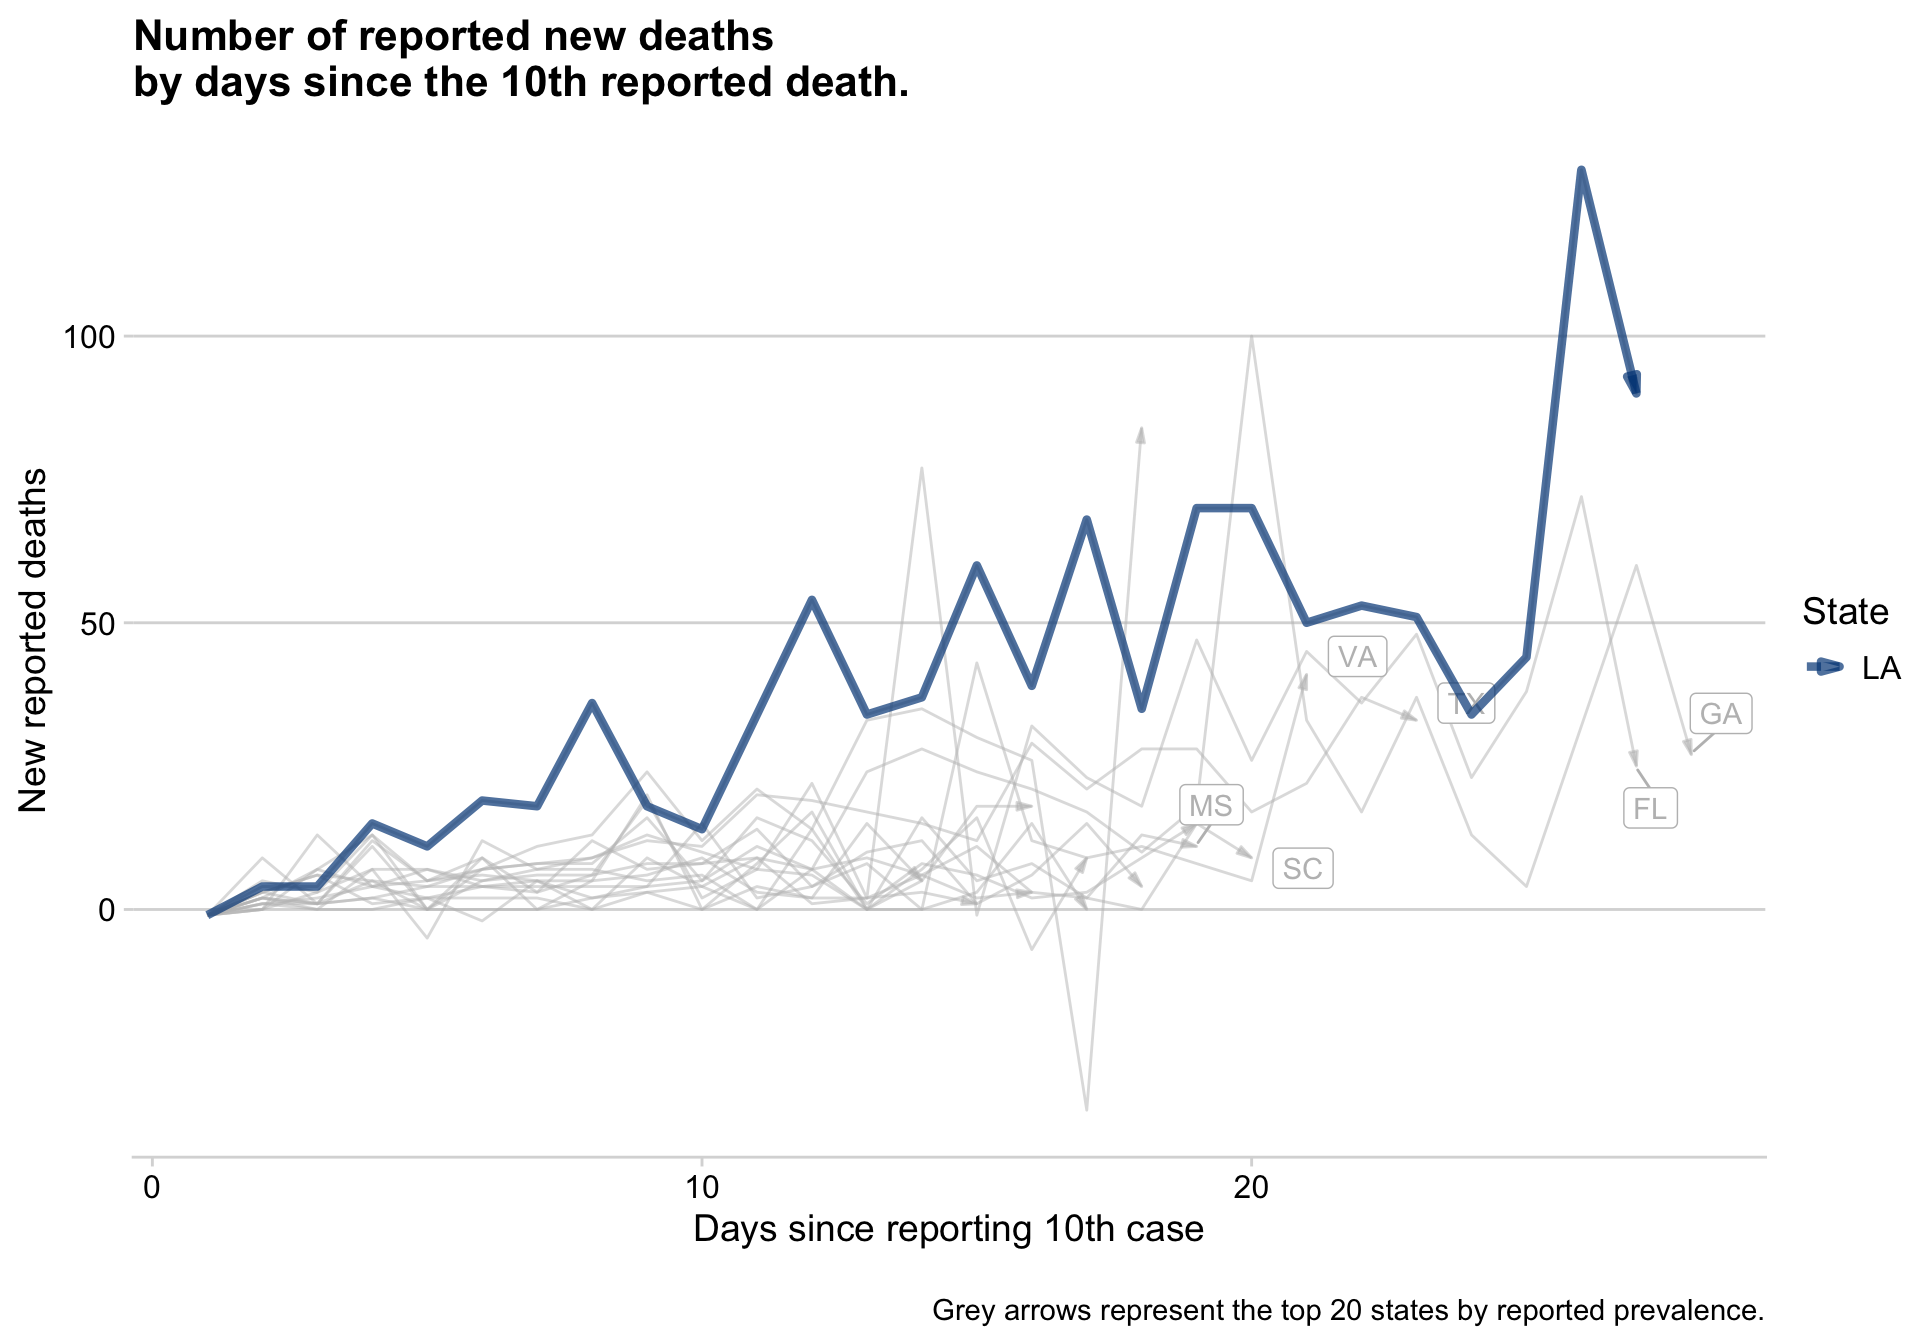 Number of reported new deaths
by days since the 10th reported death.
100
50
0
New reported deaths
VA
TX
GA
MS
FL
SC
State
LA
0 10 20
Days since reporting 10th case
Grey arrows represent the top 20 states by reported prevalence.